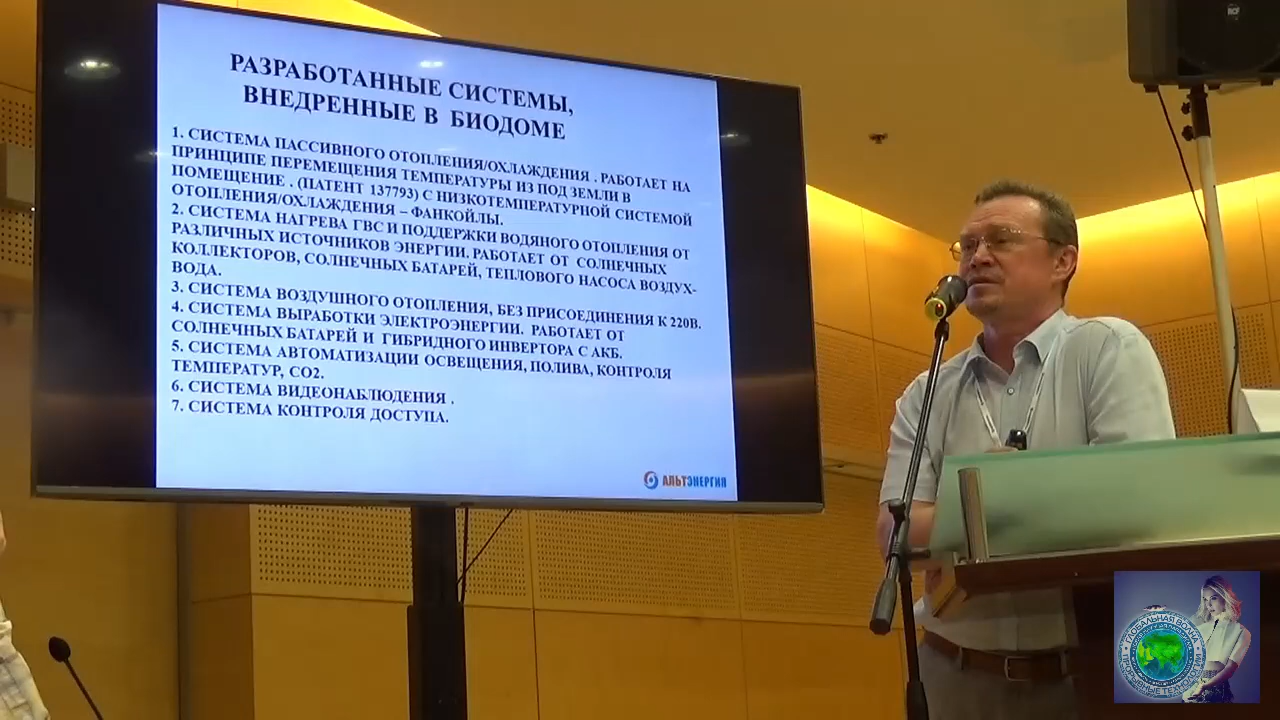 РАЗРАБОТАННЫЕ СИСТЕМЫ,
ВНЕДРЕННЫЕ В БИОДОМЕ
1. СИСТЕМА ПАССИВНОГО ОТОПЛЕНИЯ/ОХЛАЖДЕНИЯ . РАБОТАЕТ НА
ПРИНЦИПЕ ПЕРЕМЕЩЕНИЯ ТЕМПЕРАТУРЫ ИЗ ПОД ЗЕМЛИ В
ПОМЕЩЕНИЕ . (ПАТЕНТ 137793) С НИЗКОТЕМПЕРАТУРНОЙ СИСТЕМОЙ
ОТОПЛЕНИЯ/ОХЛАЖДЕНИЯ – ФАНКОЙЛЫ.
2. СИСТЕМА НАГРЕВА ГВС И ПОДДЕРЖКИ ВОДЯНОГО ОТОПЛЕНИЯ ОТ
РАЗЛИЧНЫХ ИСТОЧНИКОВ ЭНЕРГИИ. РАБОТАЕТ ОТ СОЛНЕЧНЫХ
КОЛЛЕКТОРОВ, СОЛНЕЧНЫХ БАТАРЕЙ, ТЕПЛОВОГО НАСОСА ВОЗДУХ-
ВОДА.
3. СИСТЕМА ВОЗДУШНОГО ОТОПЛЕНИЯ, БЕЗ ПРИСОЕДИНЕНИЯ К 220В.
4. СИСТЕМА ВЫРАБОТКИ ЭЛЕКТРОЭНЕРГИИ. РАБОТАЕТ ОТ
СОЛНЕЧНЫХ БАТАРЕЙ И ГИБРИДНОГО ИНВЕРТОРА С АКБ.
5. СИСТЕМА АВТОМАТИЗАЦИИ ОСВЕЩЕНИЯ, ПОЛИВА, КОНТРОЛЯ
ТЕМПЕРАТУР, СО2.
6. СИСТЕМА ВИДЕОНАБЛЮДЕНИЯ .
7. СИСТЕМА КОНТРОЛЯ ДОСТУПА.
АЛЬТЭНЕРГИЯ
ГЛОБАЛЬНАЯ ВОЛНА